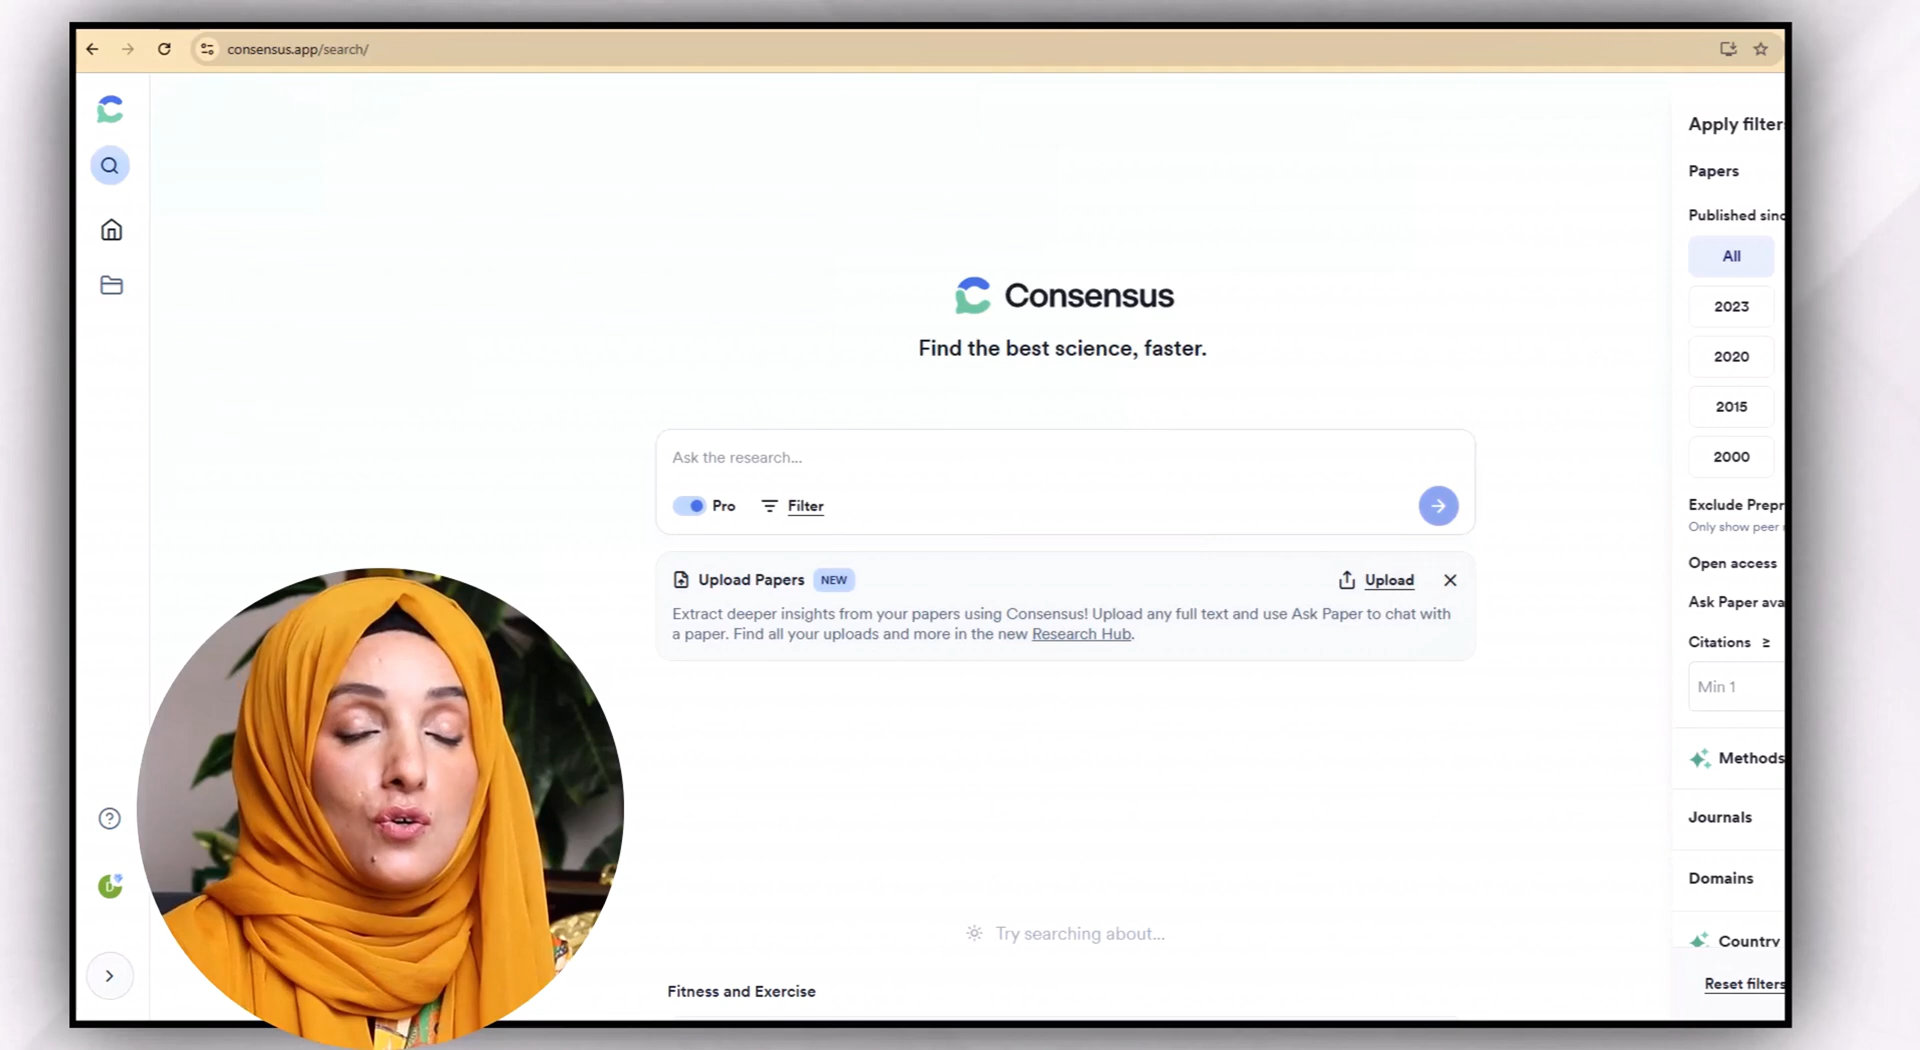 consensus.app/search/
Consensus
Find the best science, faster.
Ask the research...
Pro
Filter
Upload Papers NEW
Upload
Extract deeper insights from your papers using Consensus! Upload any full text and use Ask Paper to chat with
a paper. Find all your uploads and more in the new Research Hub.
Try searching about...
Fitness and Exercise
D
Apply filter
Papers
Published sinc
All
2023
2020
2015
2000
Exclude Prepr
Only show peer
Open access
Ask Paper ava
Citations ≥
Min 1
Methods
Journals
Domains
Country
Reset filters